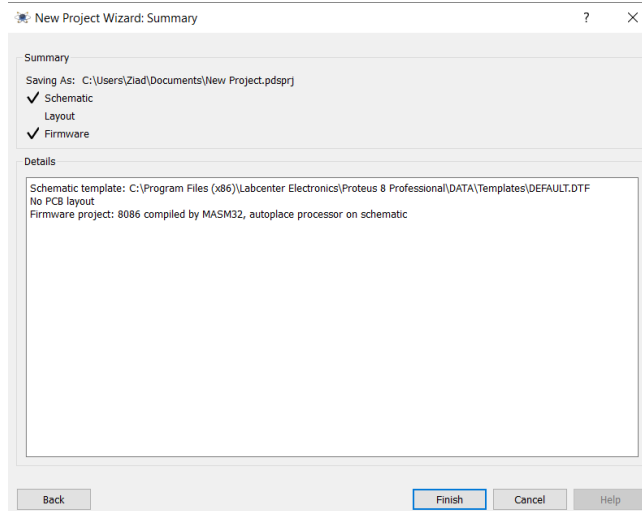 New Project Wizard: Summary
Summary
Saving As: C:\Users\Ziad\Documents\New Project.pdsprj
Schematic
Layout
Firmware
Details
Schematic template: C:\Program Files (x86)\Labcenter Electronics\Proteus 8 Professional\DATA\Templates\DEFAULT.DTF
No PCB layout
Firmware project: 8086 compiled by MASM32, autoplace processor on schematic
Back Finish Cancel Help